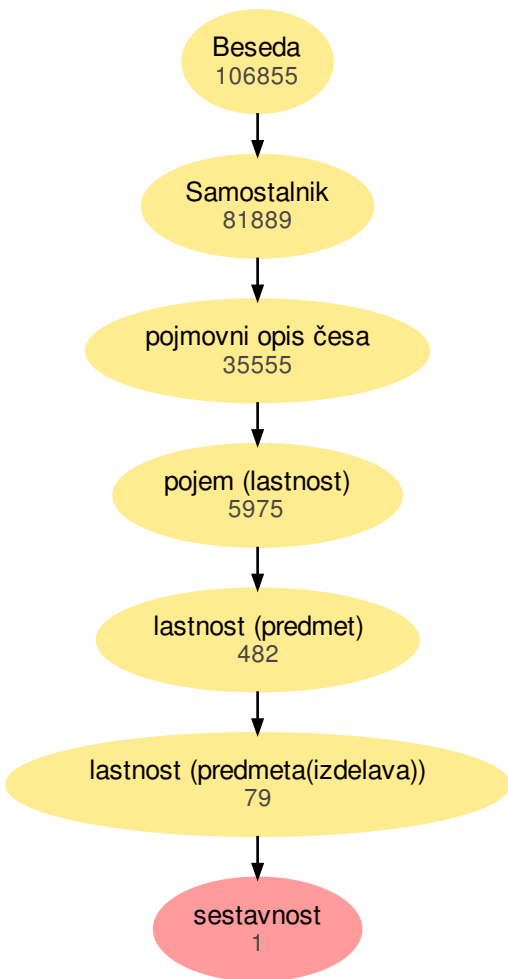 Beseda
106855
Samostalnik
81889
pojmovni opis česa
35555
pojem (lastnost)
5975
lastnost (predmet)
482
lastnost (predmeta(izdelava))
79
sestavnost
1